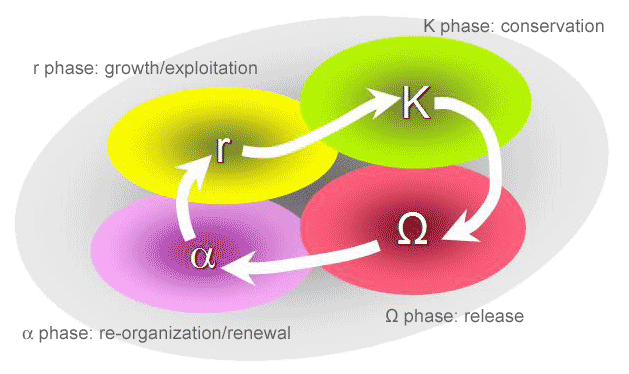 K phase: conservation
r phase: growth/exploitation
K
r
Ω
α
Ω phase: release
α phase: re-organization/renewal